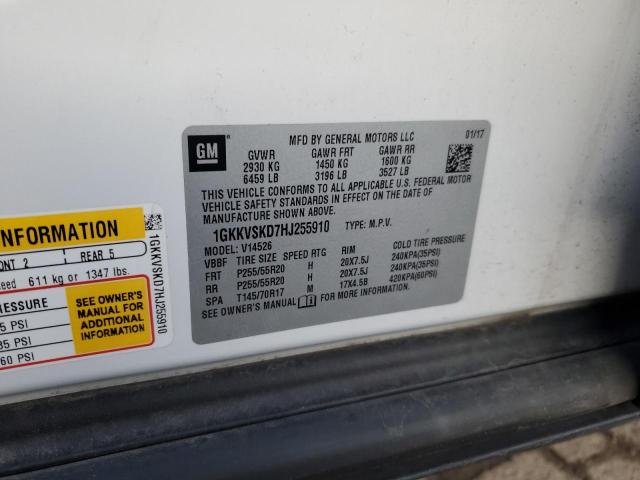 GM
MFD BY GENERAL MOTORS LLC 01/17
GVWR GAWR FRT GAWR RR
2930 KG 1450 KG 1600 KG
6459 LB 3196 LB 3527 LB
THIS VEHICLE CONFORMS TO ALL APPLICABLE U.S. FEDERAL MOTOR
VEHICLE SAFETY STANDARDS IN EFFECT ON THE DATE OF
MANUFACTURE SHOWN ABOVE.
1GKKVSKD7HJ255910 TYPE: M.P.V.
MODEL: V14526
VBBF TIRE SIZE SPEED RTG RIM COLD TIRE PRESSURE
FRT P255/55R20 H 20X7.5J 240KPA(35PSI)
RR P255/55R20 H 20X7.5J 240KPA(35PSI)
SPA T145/70R17 M 17X4.5B 420KPA(60PSI)
SEE OWNER'S MANUAL FOR MORE INFORMATION.
INFORMATION
ONT 2 REAR 5
eed 611 kg or 1347 lbs.
ESSURE
5 PSI
35 PSI
60 PSI
SEE OWNER'S
MANUAL FOR
ADDITIONAL
INFORMATION
1GKKVSKD7HJ255910